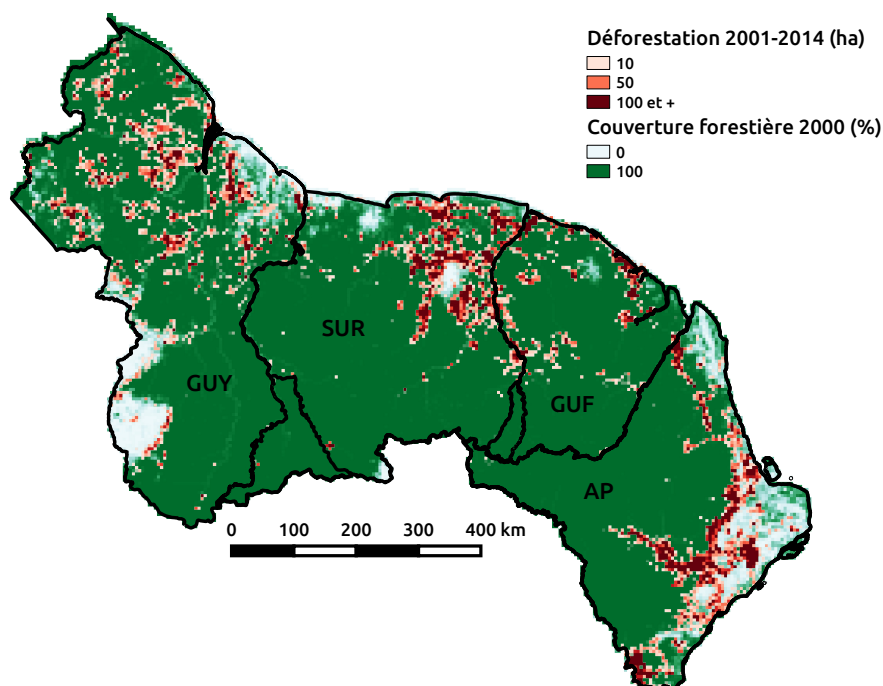 Déforestation 2001-2014 (ha)
10
50
100 et +
Couverture forestière 2000 (%)
0
100
SUR
GUY
GUF
AP
0 100 200 300 400 km